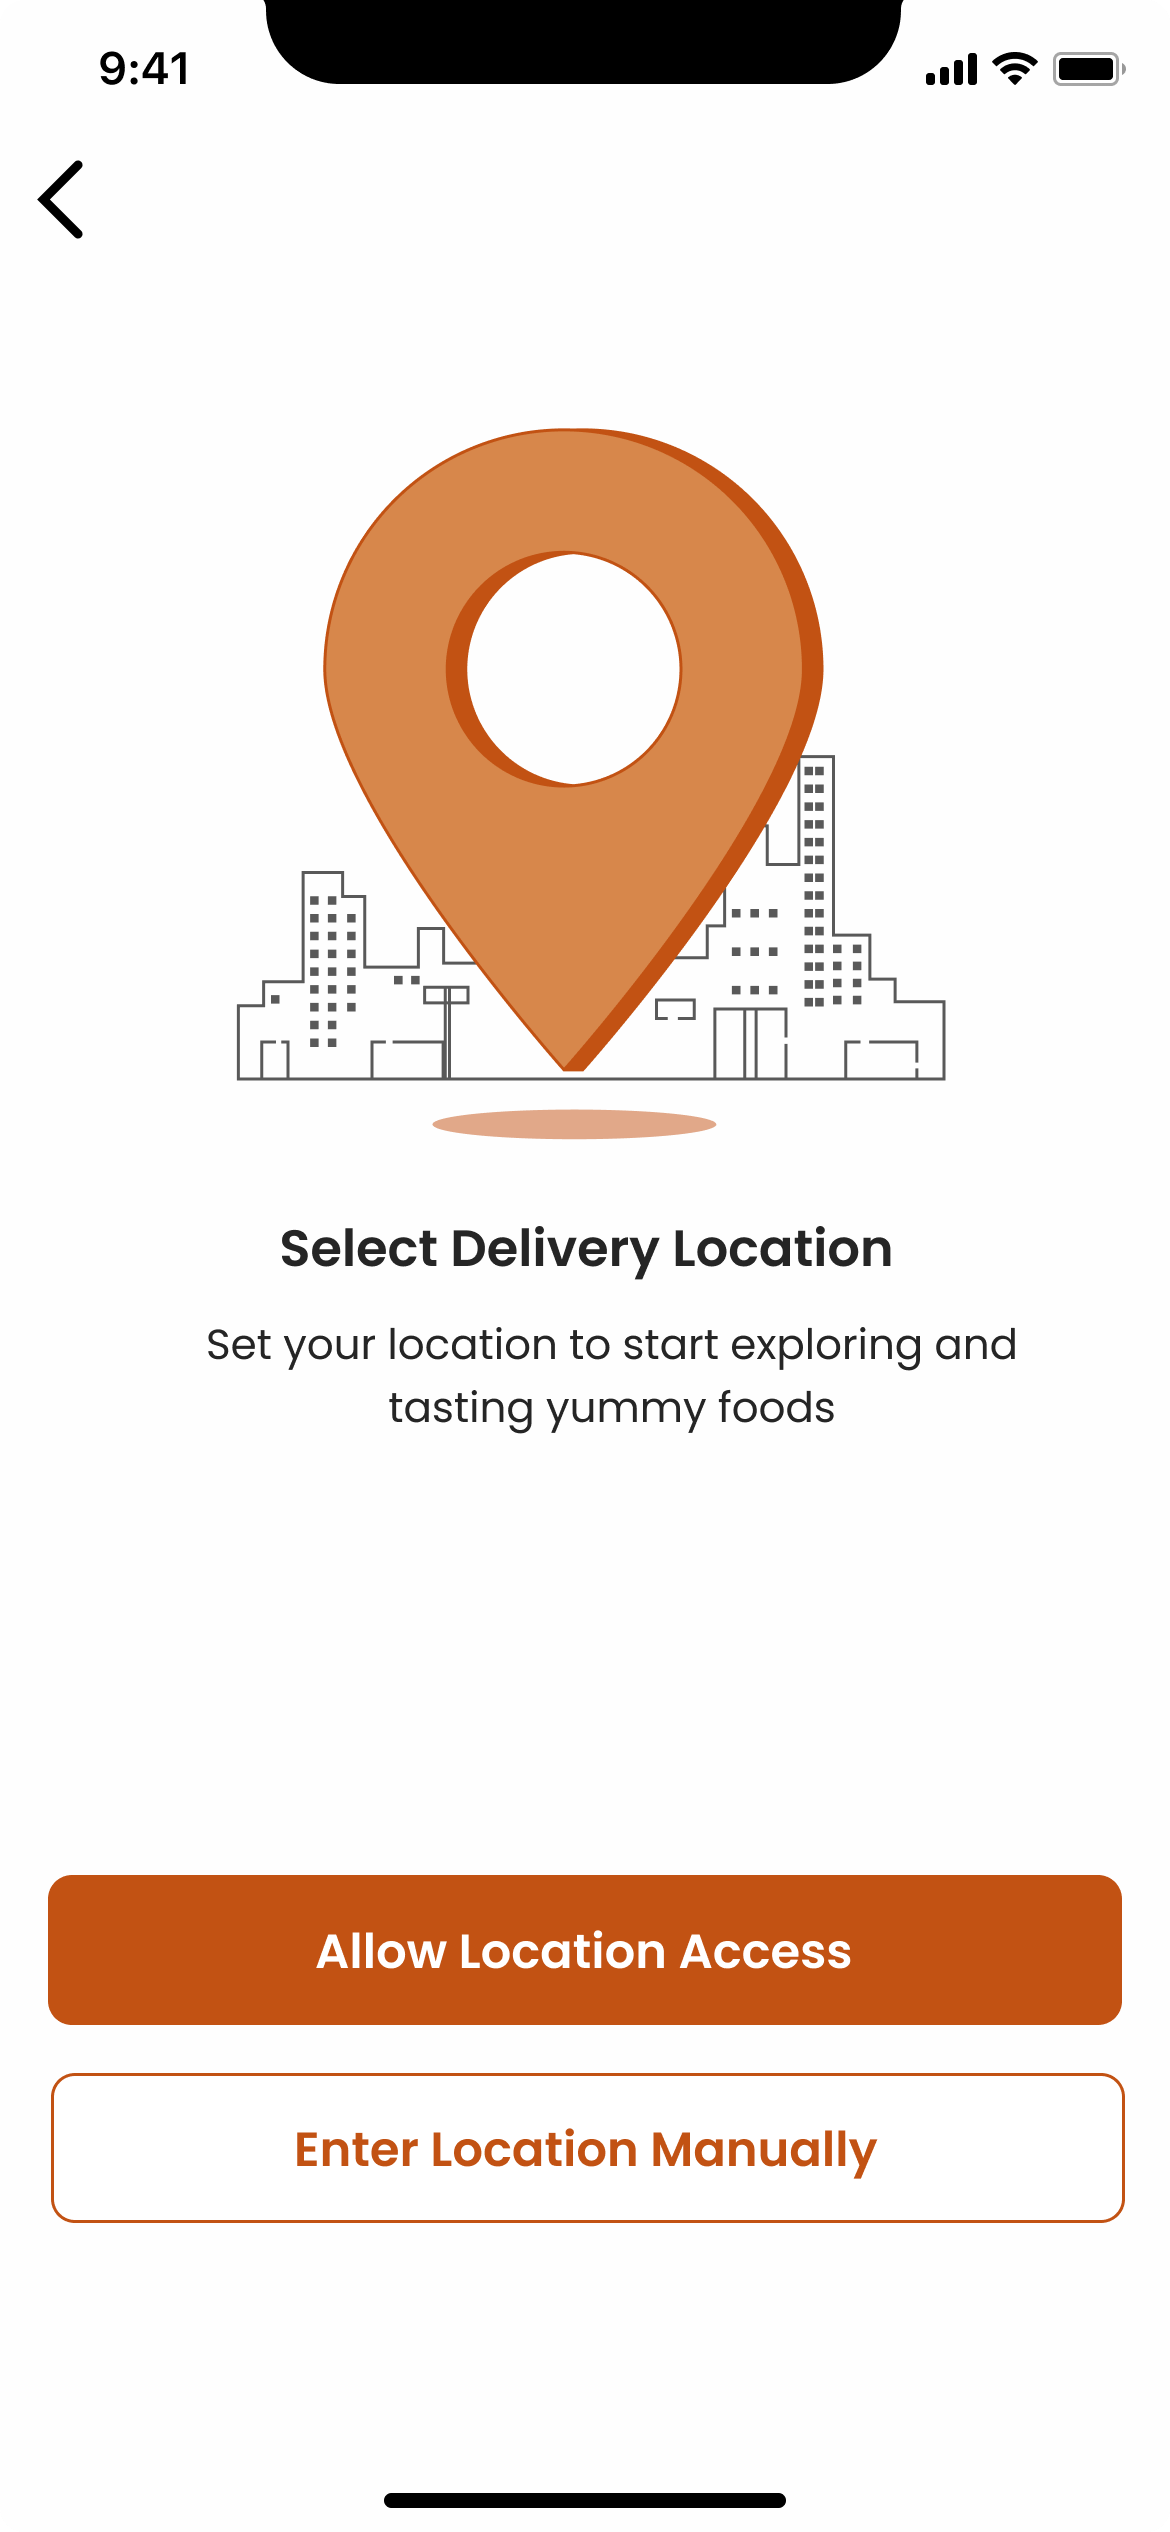 9:41
Select Delivery Location
Set your location to start exploring and
tasting yummy foods
Allow Location Access
Enter Location Manually